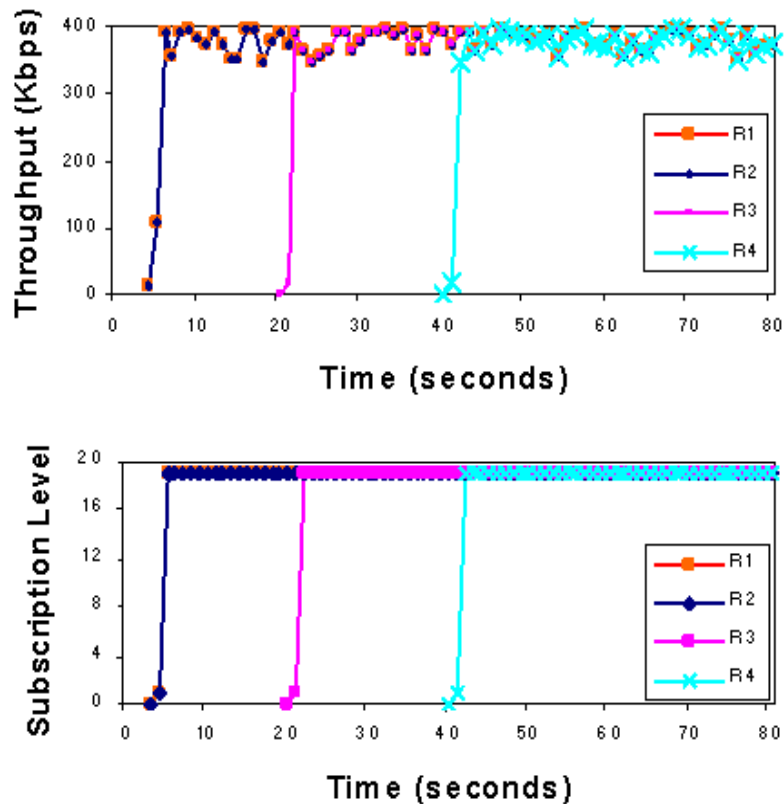 Throughput (Kbps)
400
300
200
100
0
R1
R2
R3
R4
0 10 20 30 40 50 60 70 80
Time (seconds)
Subscription Level
20
16
12
8
4
0
R1
R2
R3
R4
0 10 20 30 40 50 60 70 80
Time (seconds)